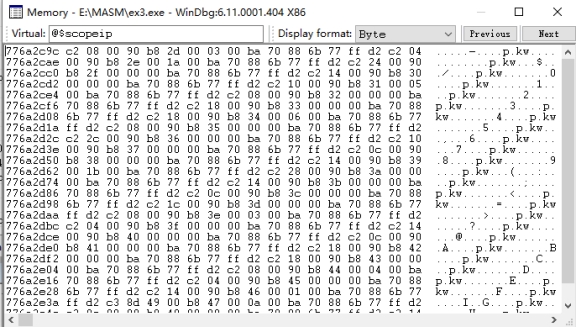 Memory - E:\MASM\ex3.exe - WinDbg:6.11.0001.404 X86
Virtual: @$scopeip Display format: Byte Previous Next
776a2c9c c2 08 00 90 b8 2d 00 03 00 ba 70 88 6b 77 ff d2 c2 04 .....-....p.kw....
776a2cae 00 90 b8 2e 00 1a 00 ba 70 88 6b 77 ff d2 c2 24 00 90 ........p.kw...$..
776a2cc0 b8 2f 00 00 00 ba 70 88 6b 77 ff d2 c2 14 00 90 b8 30 ./....p.kw.......0
776a2cd2 00 00 00 ba 70 88 6b 77 ff d2 c2 10 00 90 b8 31 00 05 ....p.kw.......1..
776a2ce4 00 ba 70 88 6b 77 ff d2 c2 08 00 90 b8 32 00 00 00 ba ..p.kw.......2....
776a2cf6 70 88 6b 77 ff d2 c2 18 00 90 b8 33 00 00 00 ba 70 88 p.kw.......3....p.
776a2d08 6b 77 ff d2 c2 18 00 90 b8 34 00 06 00 ba 70 88 6b 77 kw.......4....p.kw
776a2d1a ff d2 c2 08 00 90 b8 35 00 00 00 ba 70 88 6b 77 ff d2 .......5....p.kw..
776a2d2c c2 2c 00 90 b8 36 00 00 00 ba 70 88 6b 77 ff d2 c2 10 .,...6....p.kw....
776a2d3e 00 90 b8 37 00 00 00 ba 70 88 6b 77 ff d2 c2 0c 00 90 ...7....p.kw......
776a2d50 b8 38 00 00 00 ba 70 88 6b 77 ff d2 c2 14 00 90 b8 39 .8....p.kw.......9
776a2d62 00 1b 00 ba 70 88 6b 77 ff d2 c2 28 00 90 b8 3a 00 00 ....p.kw...(...:..
776a2d74 00 ba 70 88 6b 77 ff d2 c2 14 00 90 b8 3b 00 00 00 ba ..p.kw.......;....
776a2d86 70 88 6b 77 ff d2 c2 0c 00 90 b8 3c 00 00 00 ba 70 88 p.kw.......<....p.
776a2d98 6b 77 ff d2 c2 1c 00 90 b8 3d 00 00 00 ba 70 88 6b 77 kw.......=....p.kw
776a2daa ff d2 c2 08 00 90 b8 3e 00 03 00 ba 70 88 6b 77 ff d2 .......>....p.kw..
776a2dbc c2 04 00 90 b8 3f 00 00 00 ba 70 88 6b 77 ff d2 c2 14 .....?....p.kw....
776a2dce 00 90 b8 40 00 00 00 ba 70 88 6b 77 ff d2 c2 0c 00 90 ...@....p.kw......
776a2de0 b8 41 00 00 00 ba 70 88 6b 77 ff d2 c2 18 00 90 b8 42 .A....p.kw.......B
776a2df2 00 00 00 ba 70 88 6b 77 ff d2 c2 18 00 90 b8 43 00 00 ....p.kw.......C..
776a2e04 00 ba 70 88 6b 77 ff d2 c2 08 00 90 b8 44 00 04 00 ba ..p.kw.......D....
776a2e16 70 88 6b 77 ff d2 c2 04 00 90 b8 45 00 00 00 ba 70 88 p.kw.......E....p.
776a2e28 6b 77 ff d2 c2 14 00 90 b8 46 00 01 00 ba 70 88 6b 77 kw.......F....p.kw
776a2e3a ff d2 c3 8d 49 00 b8 47 00 0a 00 ba 70 88 6b 77 ff d2 ....I..G....p.kw..